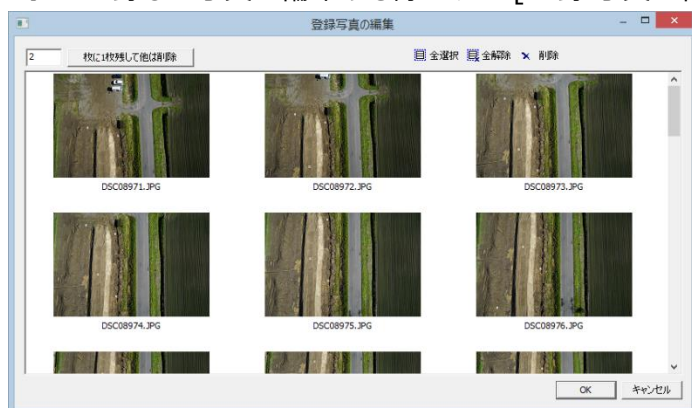 登録写真の編集
2 枚に1枚残して他は削除 全選択 全解除 削除
DSC08971.JPG DSC08972.JPG DSC08973.JPG
DSC08974.JPG DSC08975.JPG DSC08976.JPG
OK キャンセル